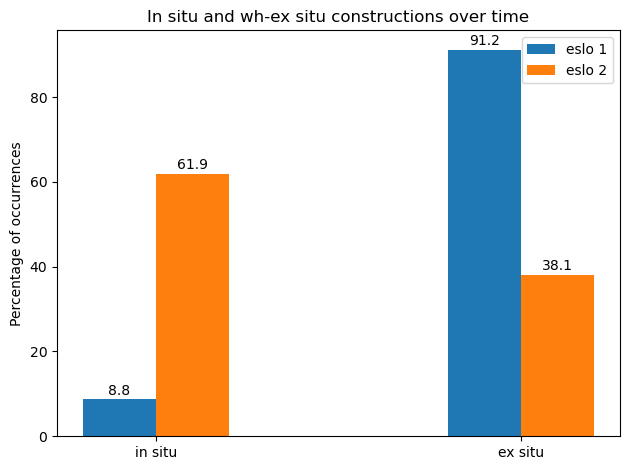 In situ and wh-ex situ constructions over time
91.2
eslo 1
eslo 2
80
61.9
60
Percentage of occurrences
40
38.1
20
8.8
0
in situ
ex situ